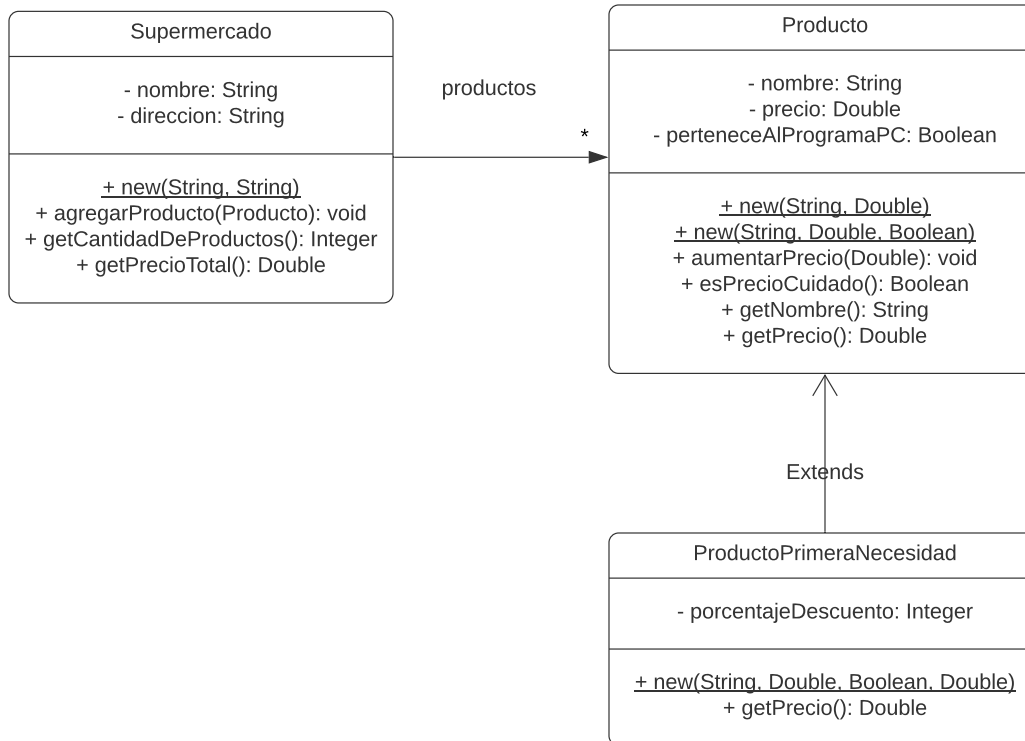 Supermercado
- nombre: String
- direccion: String
+ new(String, String)
+ agregarProducto(Producto): void
+ getCantidadDeProductos(): Integer
+ getPrecioTotal(): Double
productos
*
Producto
- nombre: String
- precio: Double
- perteneceAlProgramaPC: Boolean
+ new(String, Double)
+ new(String, Double, Boolean)
+ aumentarPrecio(Double): void
+ esPrecioCuidado(): Boolean
+ getNombre(): String
+ getPrecio(): Double
Extends
ProductoPrimeraNecesidad
- porcentajeDescuento: Integer
+ new(String, Double, Boolean, Double)
+ getPrecio(): Double